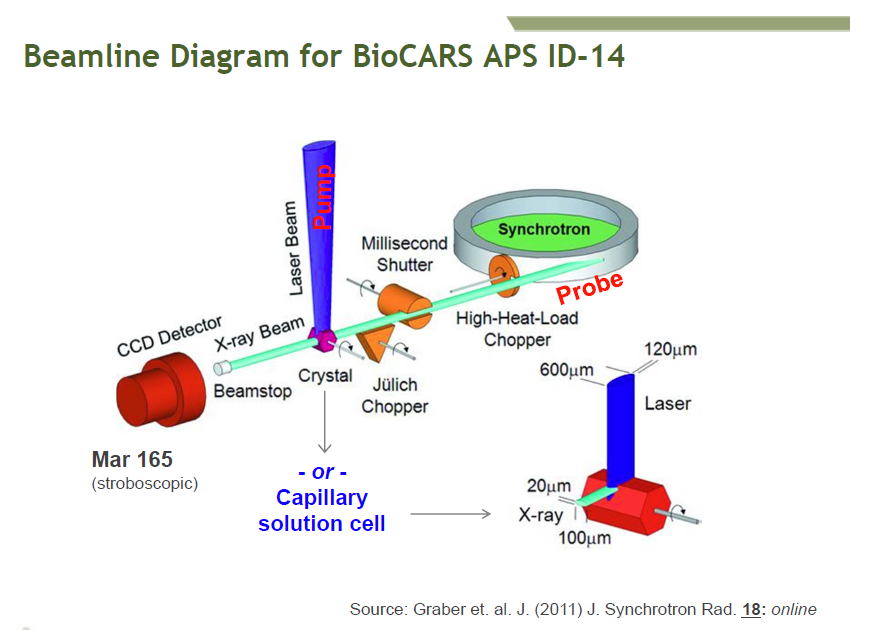 Beamline Diagram for BioCARS APS ID-14
Pump
Laser Beam
Millisecond
Shutter
Synchrotron
Probe
High-Heat-Load
Chopper
CCD Detector
X-ray Beam
Beamstop
Crystal
Jülich
Chopper
Mar 165
(stroboscopic)
- or -
Capillary
solution cell
600μm
120μm
Laser
20μm
X-ray
100μm
Source: Graber et. al. J. (2011) J. Synchrotron Rad. 18: online